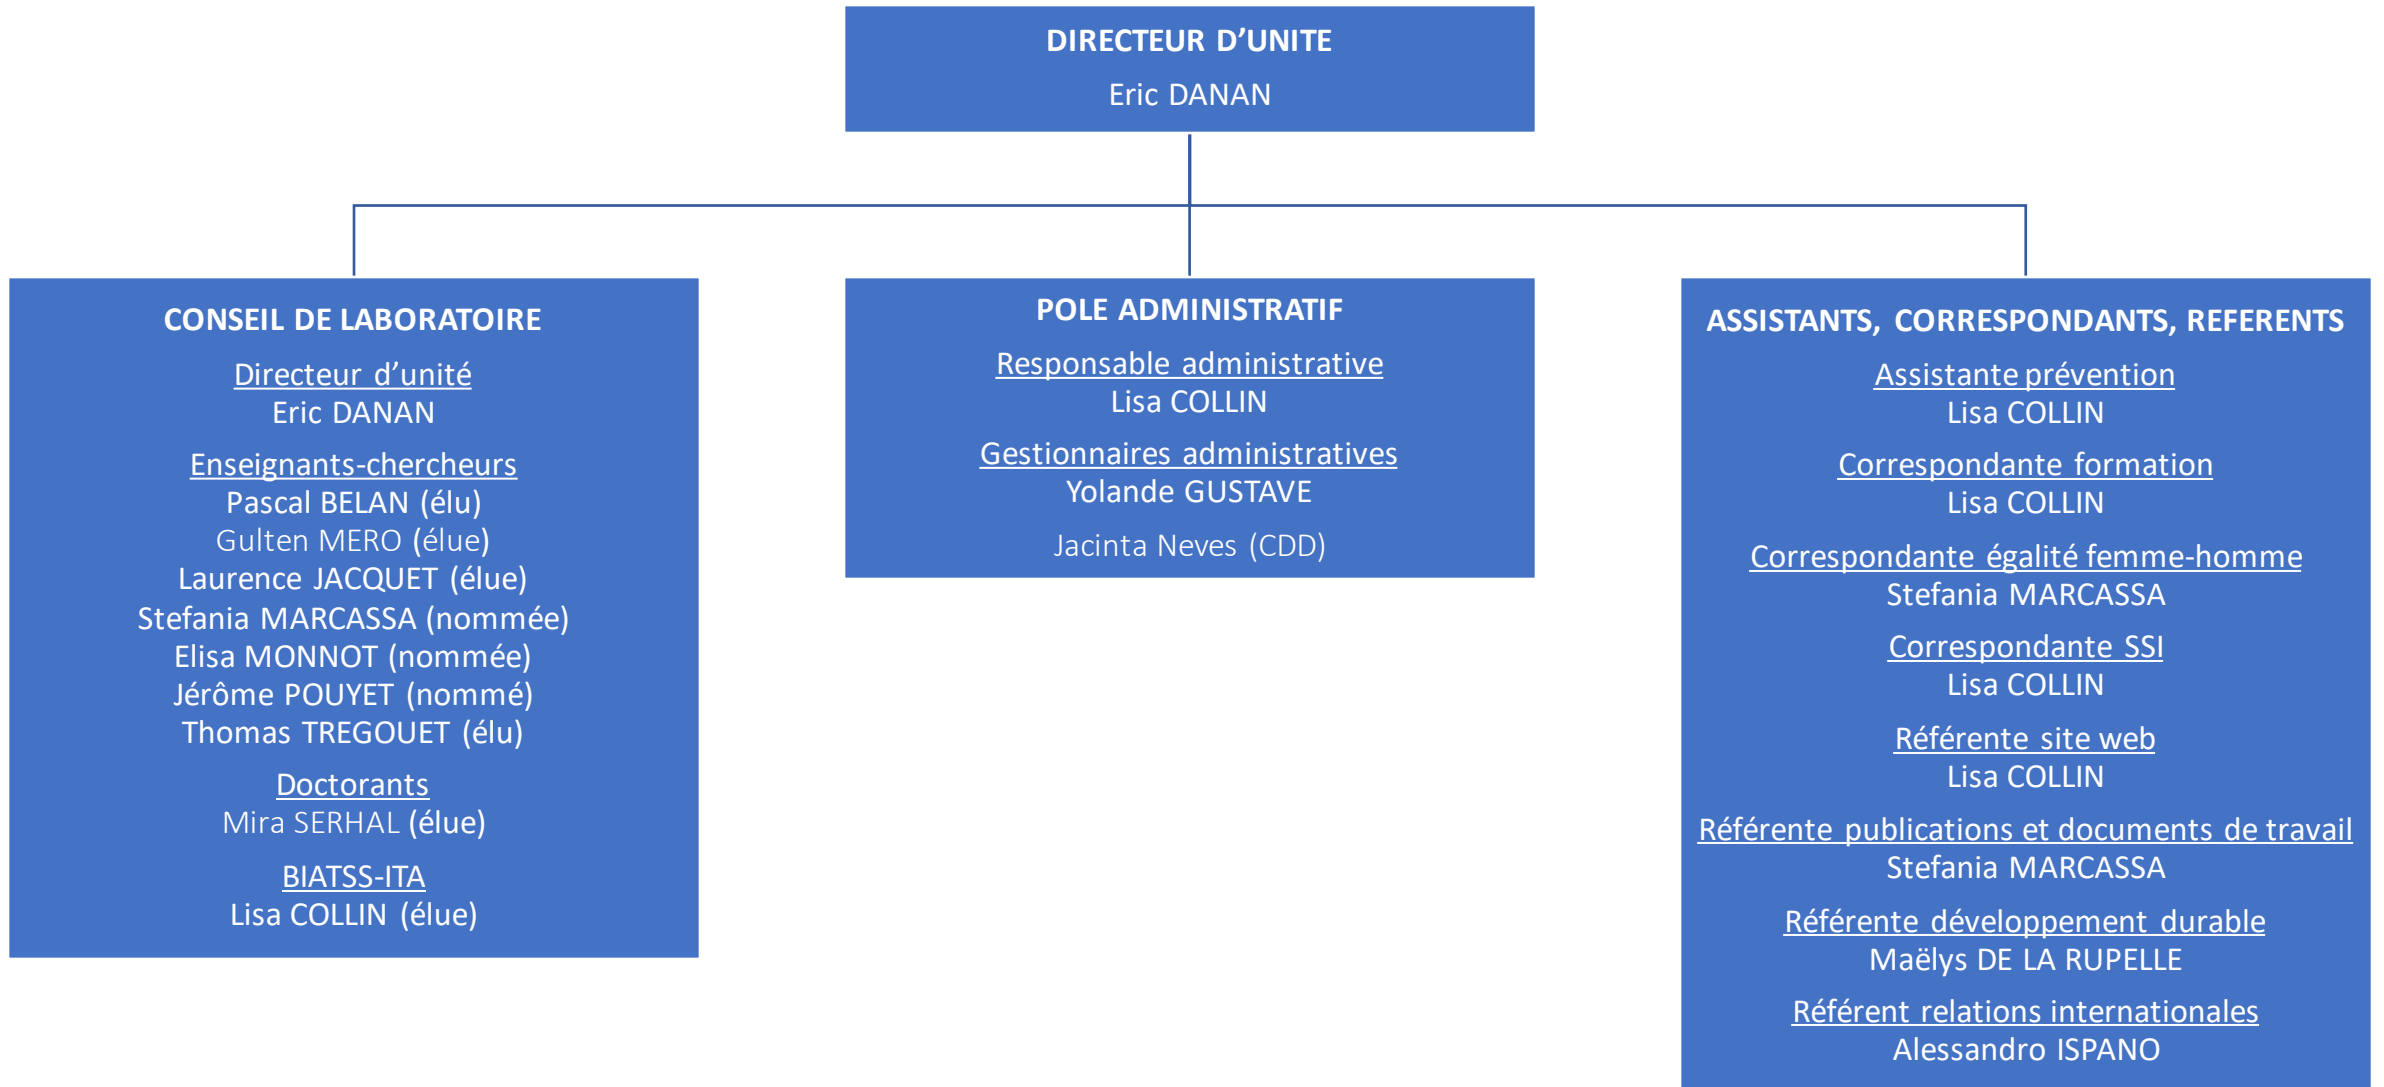 DIRECTEUR D’UNITE
Eric DANAN
CONSEIL DE LABORATOIRE
Directeur d’unité
Eric DANAN
Enseignants-chercheurs
Pascal BELAN (élu)
Gulten MERO (élue)
Laurence JACQUET (élue)
Stefania MARCASSA (nommée)
Elisa MONNOT (nommée)
Jérôme POUYET (nommé)
Thomas TREGOUET (élu)
Doctorants
Mira SERHAL (élue)
BIATSS-ITA
Lisa COLLIN (élue)
POLE ADMINISTRATIF
Responsable administrative
Lisa COLLIN
Gestionnaires administratives
Yolande GUSTAVE
Jacinta Neves (CDD)
ASSISTANTS, CORRESPONDANTS, REFERENTS
Assistante prévention
Lisa COLLIN
Correspondante formation
Lisa COLLIN
Correspondante égalité femme-homme
Stefania MARCASSA
Correspondante SSI
Lisa COLLIN
Référente site web
Lisa COLLIN
Référente publications et documents de travail
Stefania MARCASSA
Référente développement durable
Maëlys DE LA RUPELLE
Référent relations internationales
Alessandro ISPANO